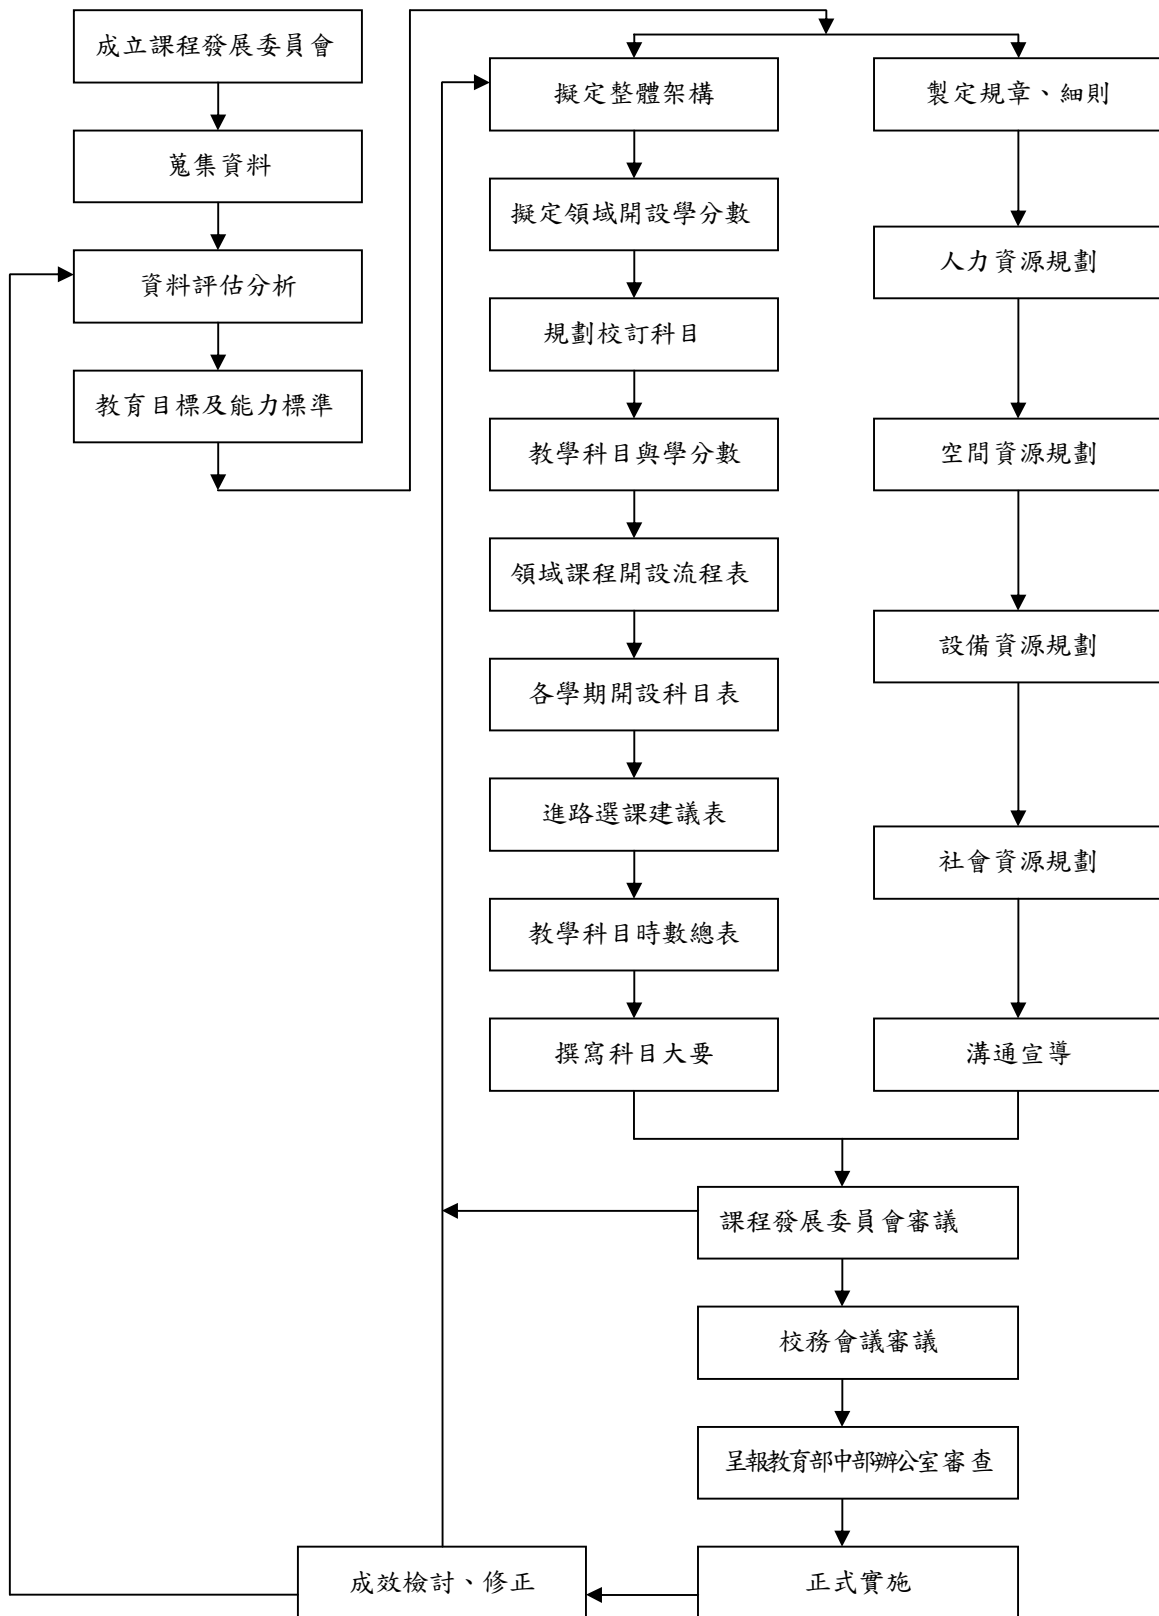 成立課程發展委員會
蒐集資料
資料評估分析
教育目標及能力標準
擬定整體架構
擬定領域開設學分數
規劃校訂科目
教學科目與學分數
領域課程開設流程表
各學期開設科目表
進路選課建議表
教學科目時數總表
撰寫科目大要
製定規章、細則
人力資源規劃
空間資源規劃
設備資源規劃
社會資源規劃
溝通宣導
課程發展委員會審議
校務會議審議
呈報教育部中部辦公室審查
正式實施
成效檢討、修正